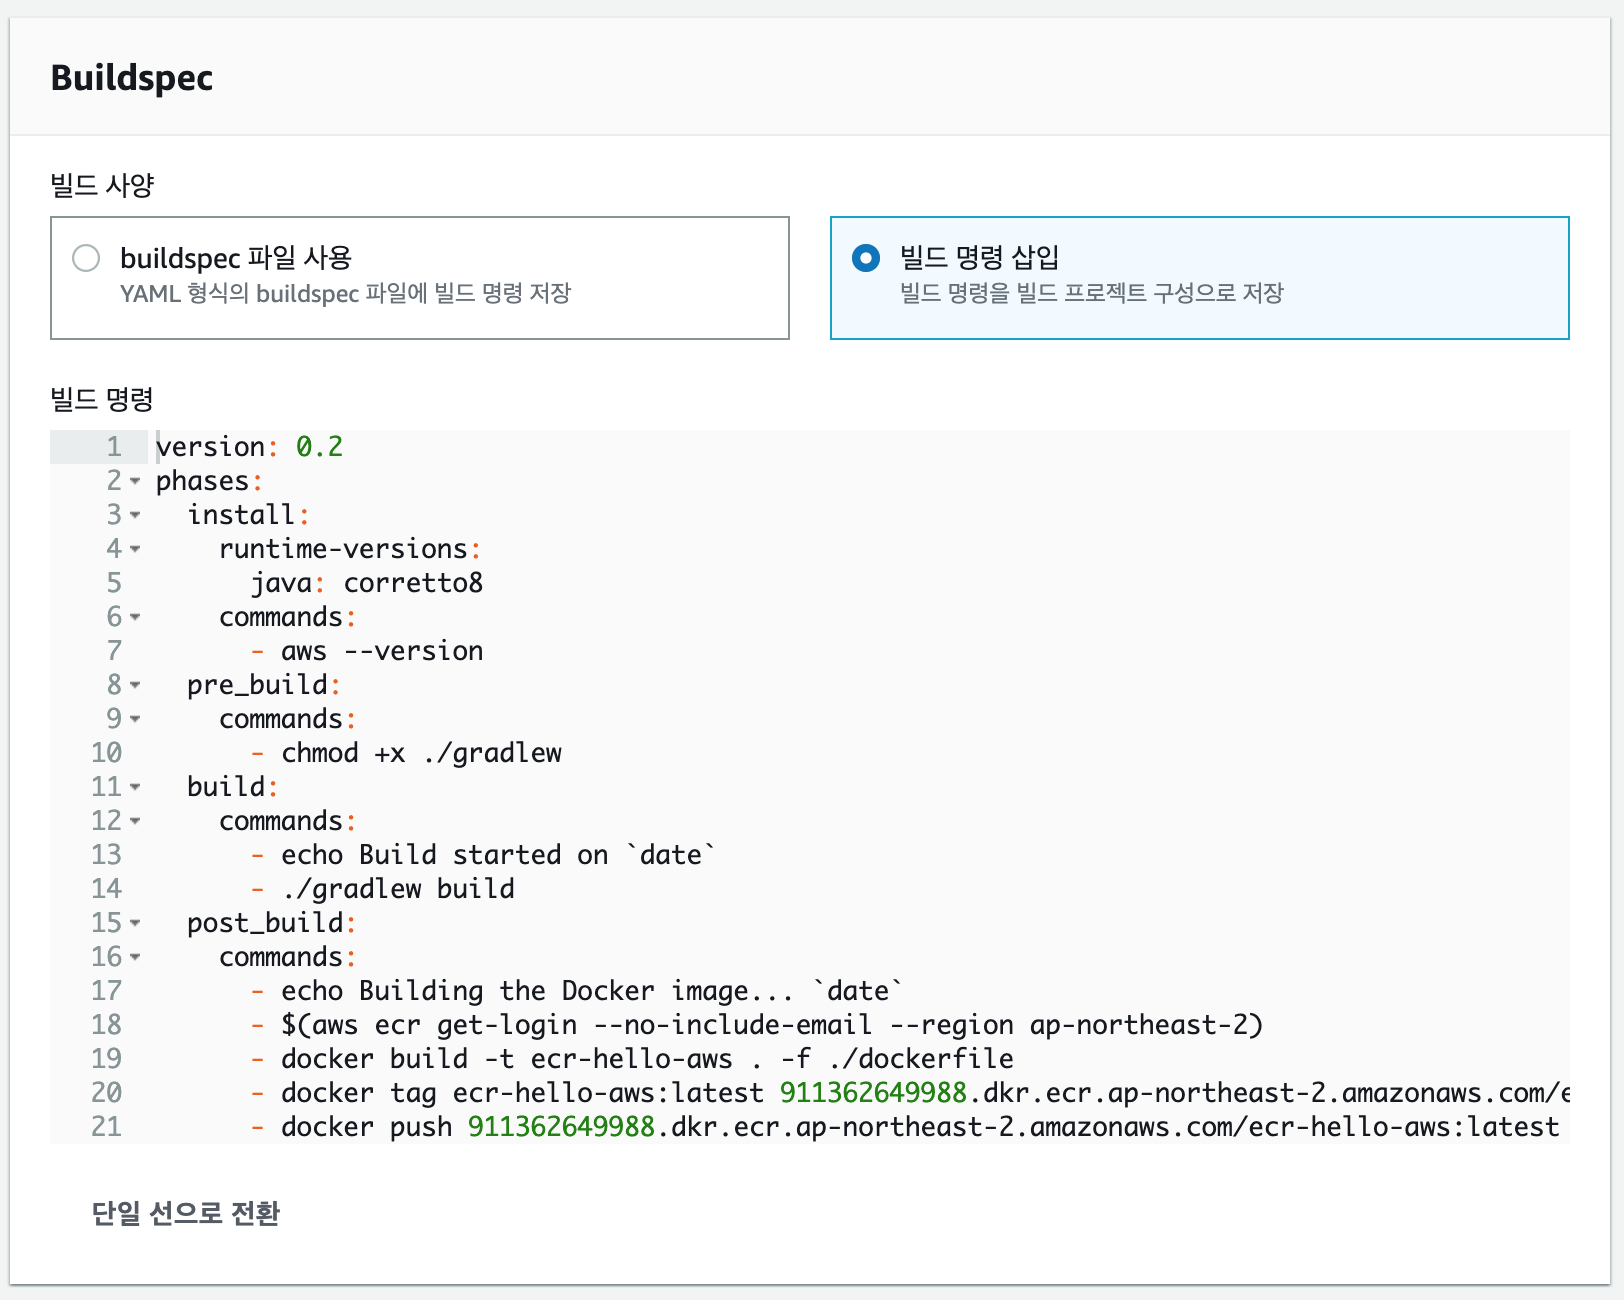 Buildspec
빌드 사양
buildspec 파일 사용
YAML 형식의 buildspec 파일에 빌드 명령 저장
빌드 명령 삽입
빌드 명령을 빌드 프로젝트 구성으로 저장
빌드 명령
1 version: 0.2
2 phases:
3   install:
4     runtime-versions:
5       java: corretto8
6     commands:
7       - aws --version
8   pre_build:
9     commands:
10       - chmod +x ./gradlew
11   build:
12     commands:
13       - echo Build started on `date`
14       - ./gradlew build
15   post_build:
16     commands:
17       - echo Building the Docker image... `date`
18       - $(aws ecr get-login --no-include-email --region ap-northeast-2)
19       - docker build -t ecr-hello-aws . -f ./dockerfile
20       - docker tag ecr-hello-aws:latest 911362649988.dkr.ecr.ap-northeast-2.amazonaws.com/e
21       - docker push 911362649988.dkr.ecr.ap-northeast-2.amazonaws.com/ecr-hello-aws:latest
단일 선으로 전환